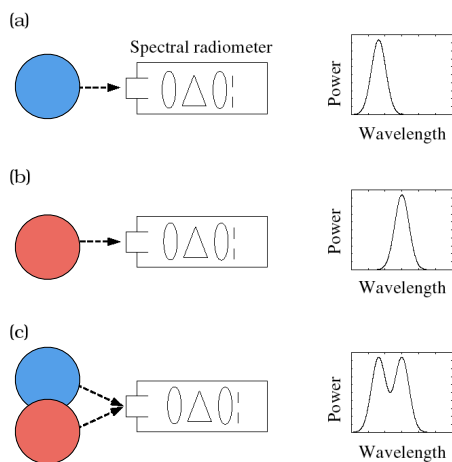 (a)
Spectral radiometer
Power
Wavelength
(b)
Power
Wavelength
(c)
Power
Wavelength